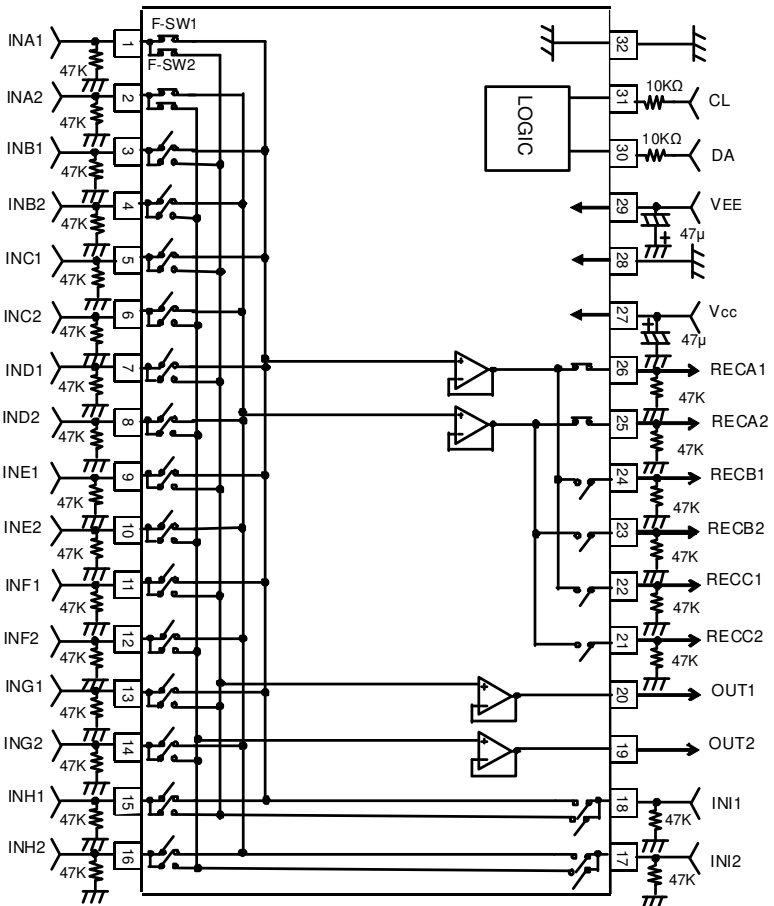 INA1 47K 1 F-SW1 32
INA2 47K 2 F-SW2 LOGIC 31 10KΩ CL
INB1 47K 3 30 10KΩ DA
INB2 47K 4 29 VEE
47µ +
INC1 47K 5 28
INC2 47K 6 27 Vcc
+ 47µ
IND1 47K 7 + - 26 RECA1 47K
IND2 47K 8 + - 25 RECA2 47K
INE1 47K 9 24 RECB1 47K
INE2 47K 10 23 RECB2 47K
INF1 47K 11 22 RECC1 47K
INF2 47K 12 21 RECC2 47K
ING1 47K 13 + - 20 OUT1
ING2 47K 14 + - 19 OUT2
INH1 47K 15 18 INI1 47K
INH2 47K 16 17 INI2 47K